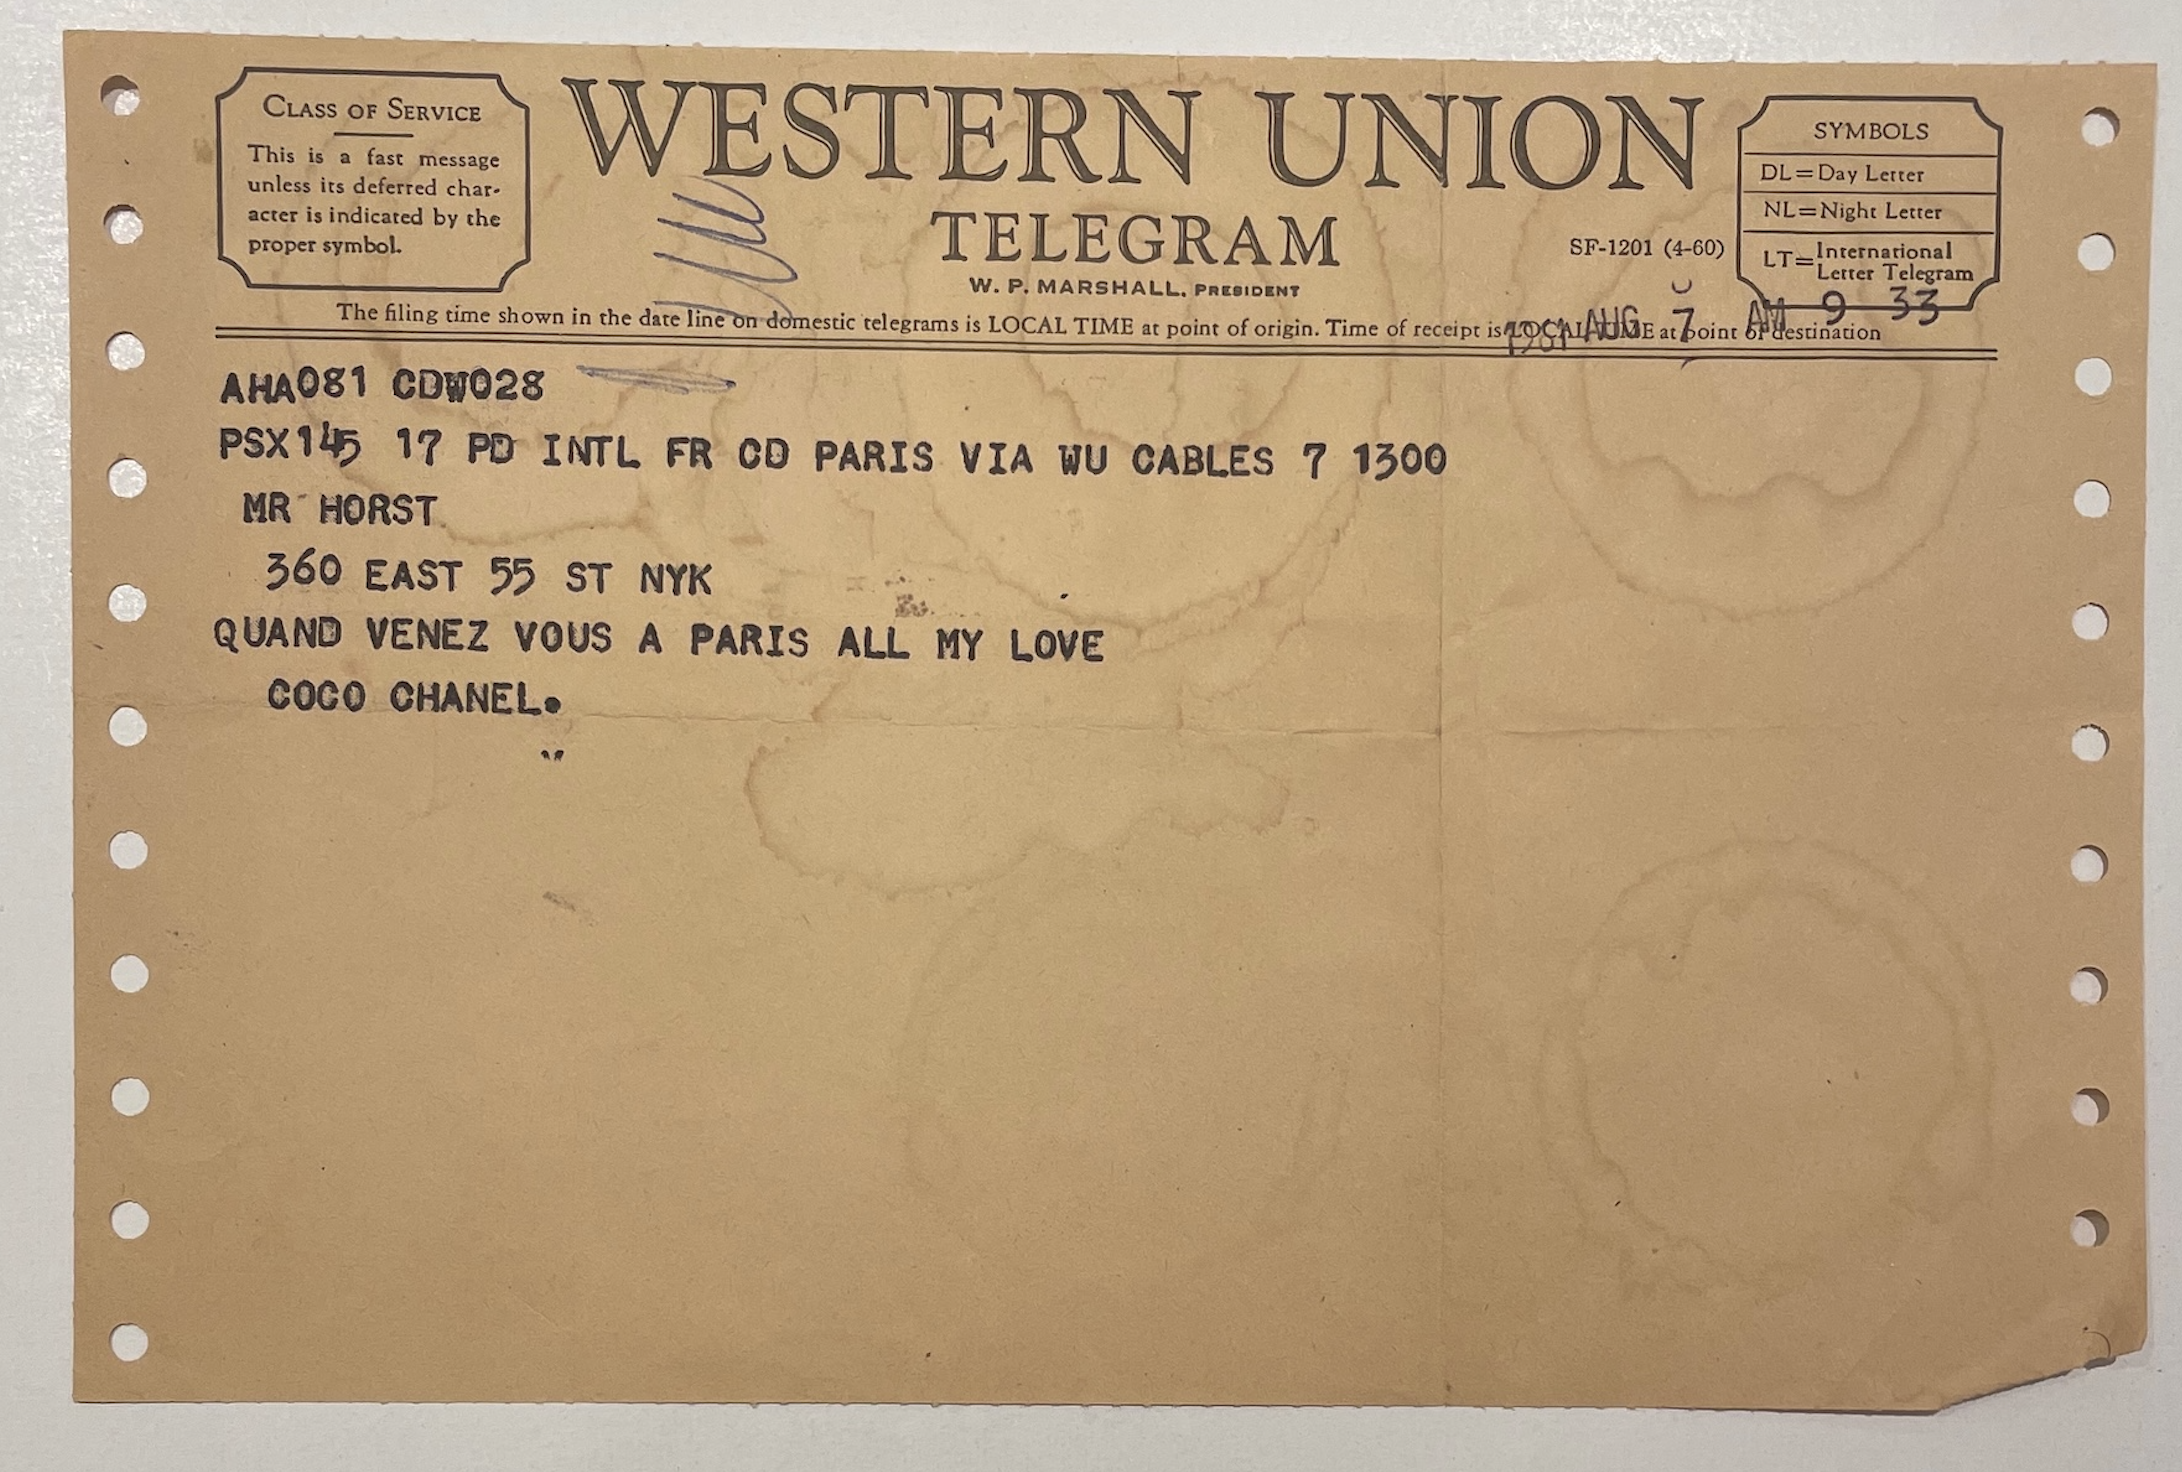 CLASS OF SERVICE
This is a fast message
unless its deferred char-
acter is indicated by the
proper symbol.
WESTERN UNION
TELEGRAM
W. P. MARSHALL, PRESIDENT
SF-1201 (4-60)
SYMBOLS
DL=Day Letter
NL=Night Letter
LT=International
Letter Telegram
The filing time shown in the date line on domestic telegrams is LOCAL TIME at point of origin. Time of receipt is LOCAL TIME at point of destination
1961 AUG 7 AM 9 33
AHA081 CDW028
PSX145 17 PD INTL FR CD PARIS VIA WU CABLES 7 1300
MR HORST
360 EAST 55 ST NYK
QUAND VENEZ VOUS A PARIS ALL MY LOVE
COCO CHANEL.